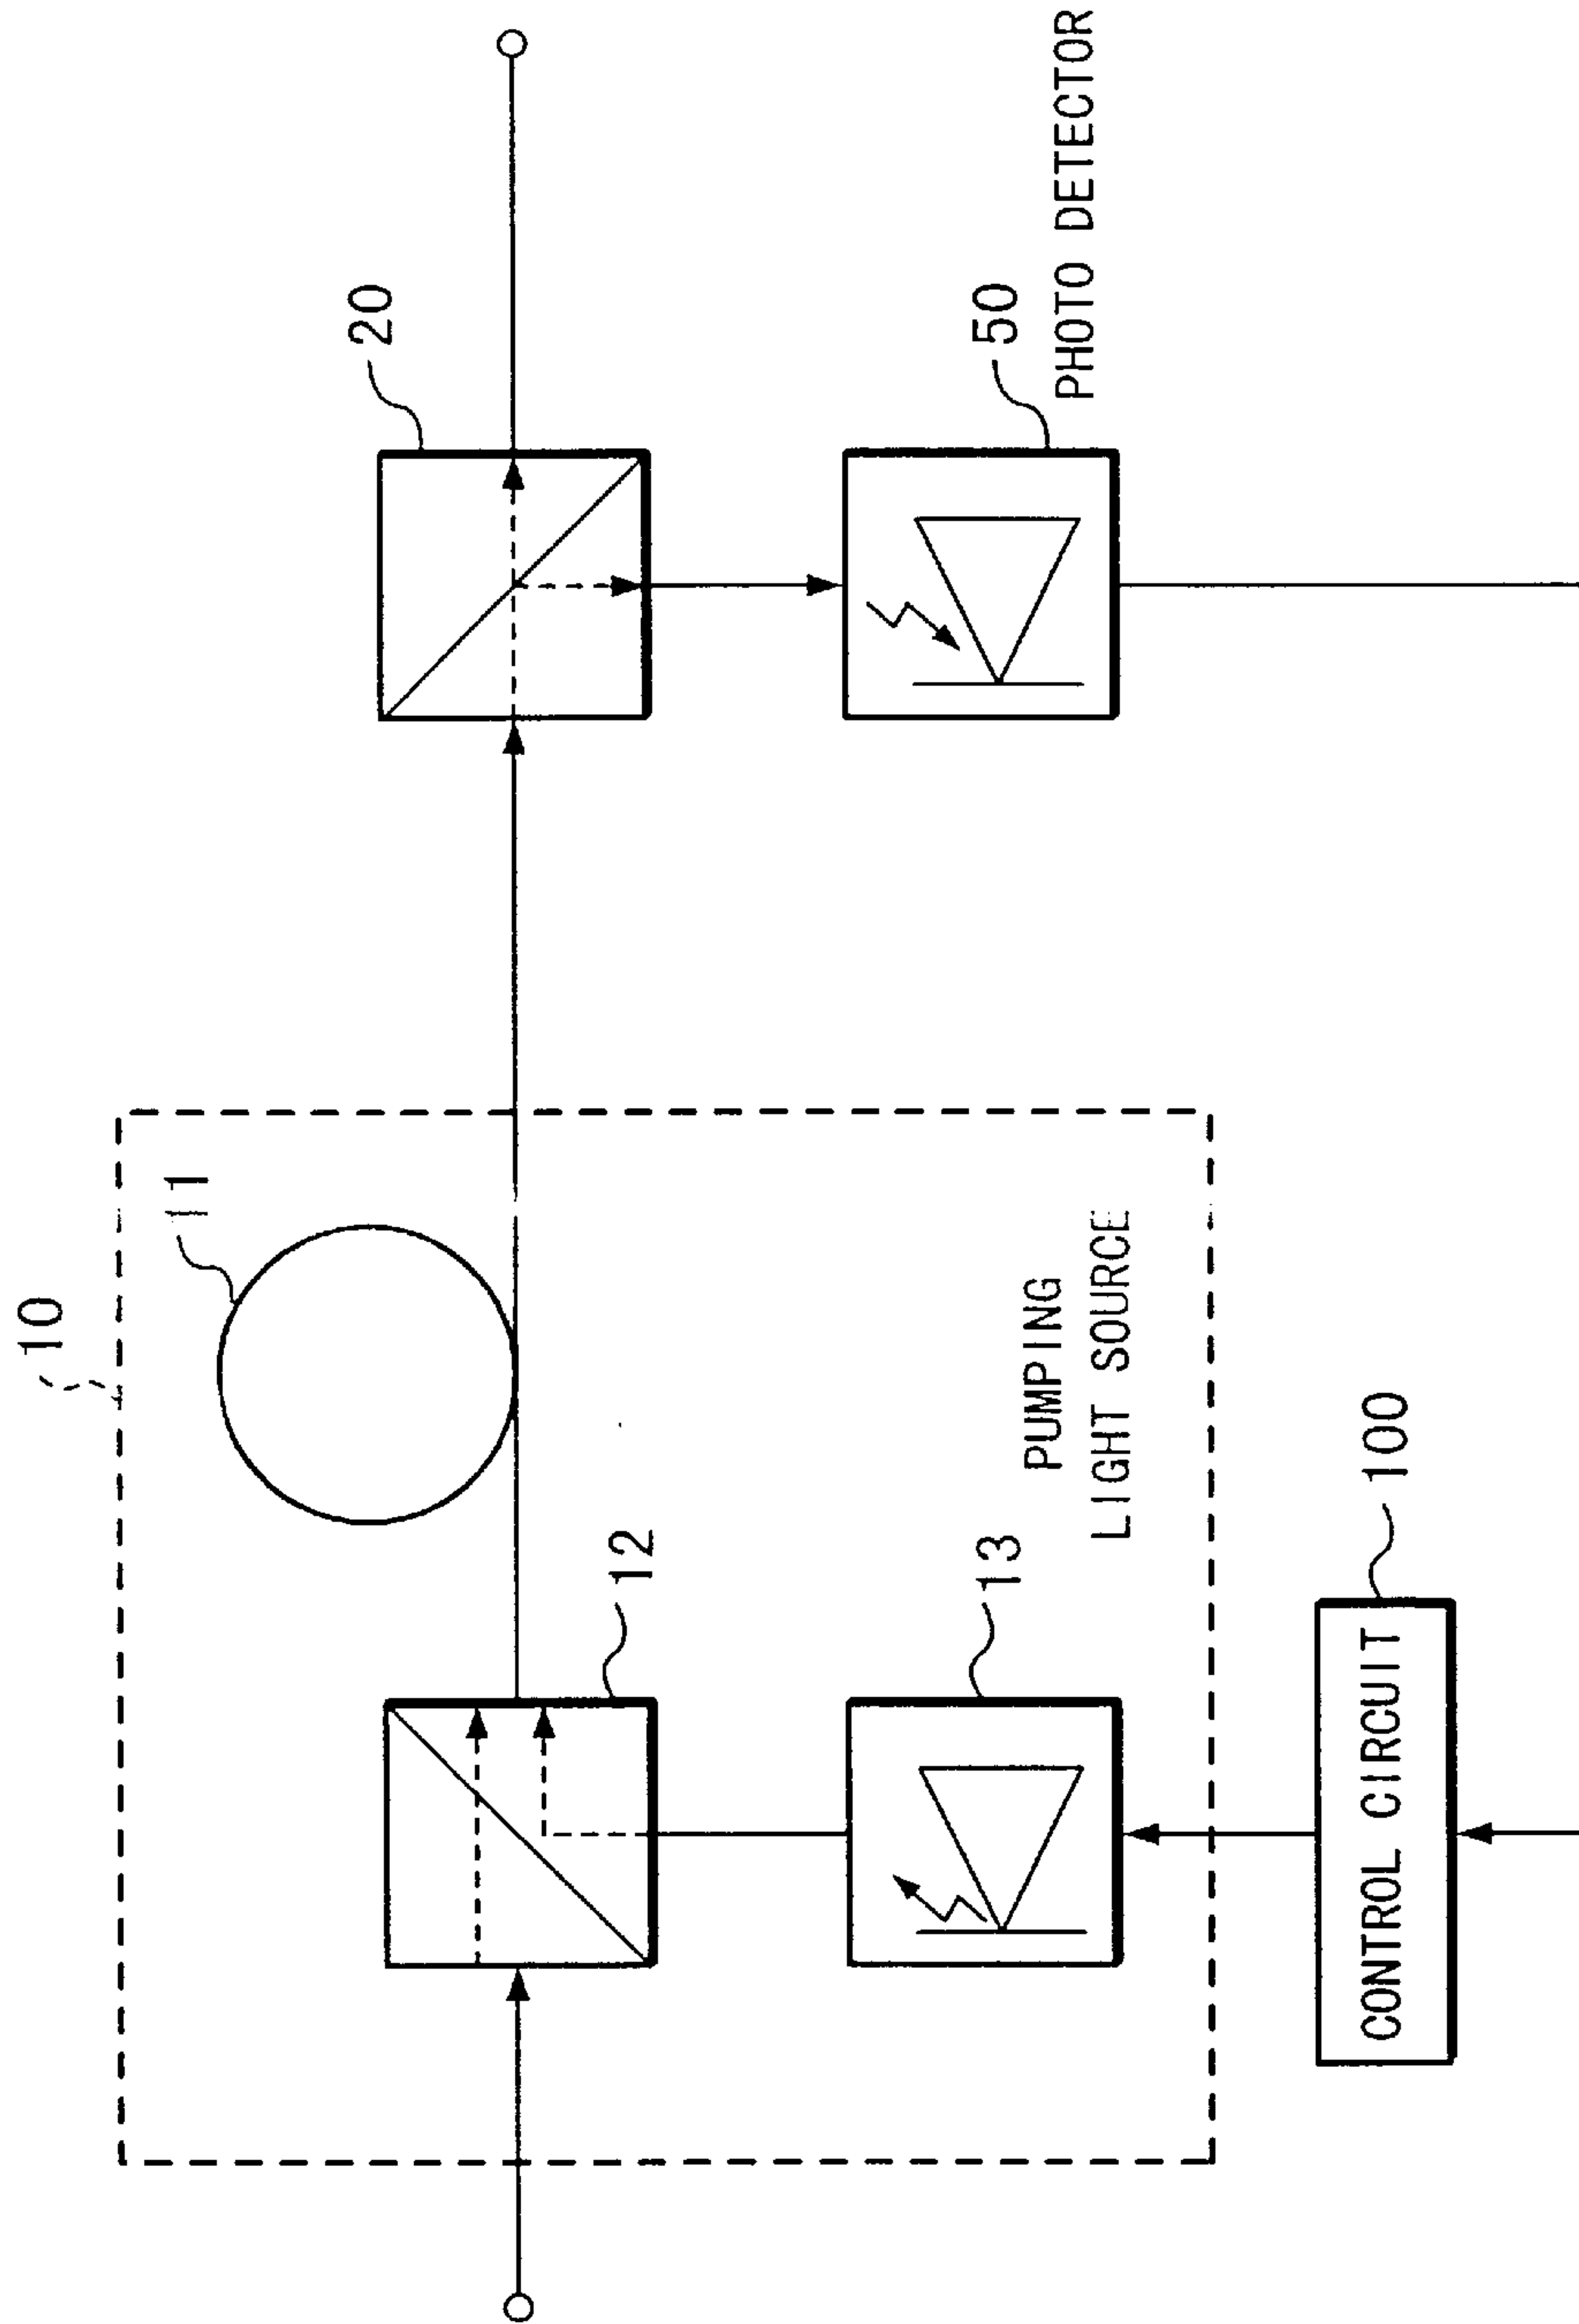 10
11
20
12
13
PUMPING
LIGHT SOURCE
50
PHOTO DETECTOR
100
CONTROL CIRCUIT